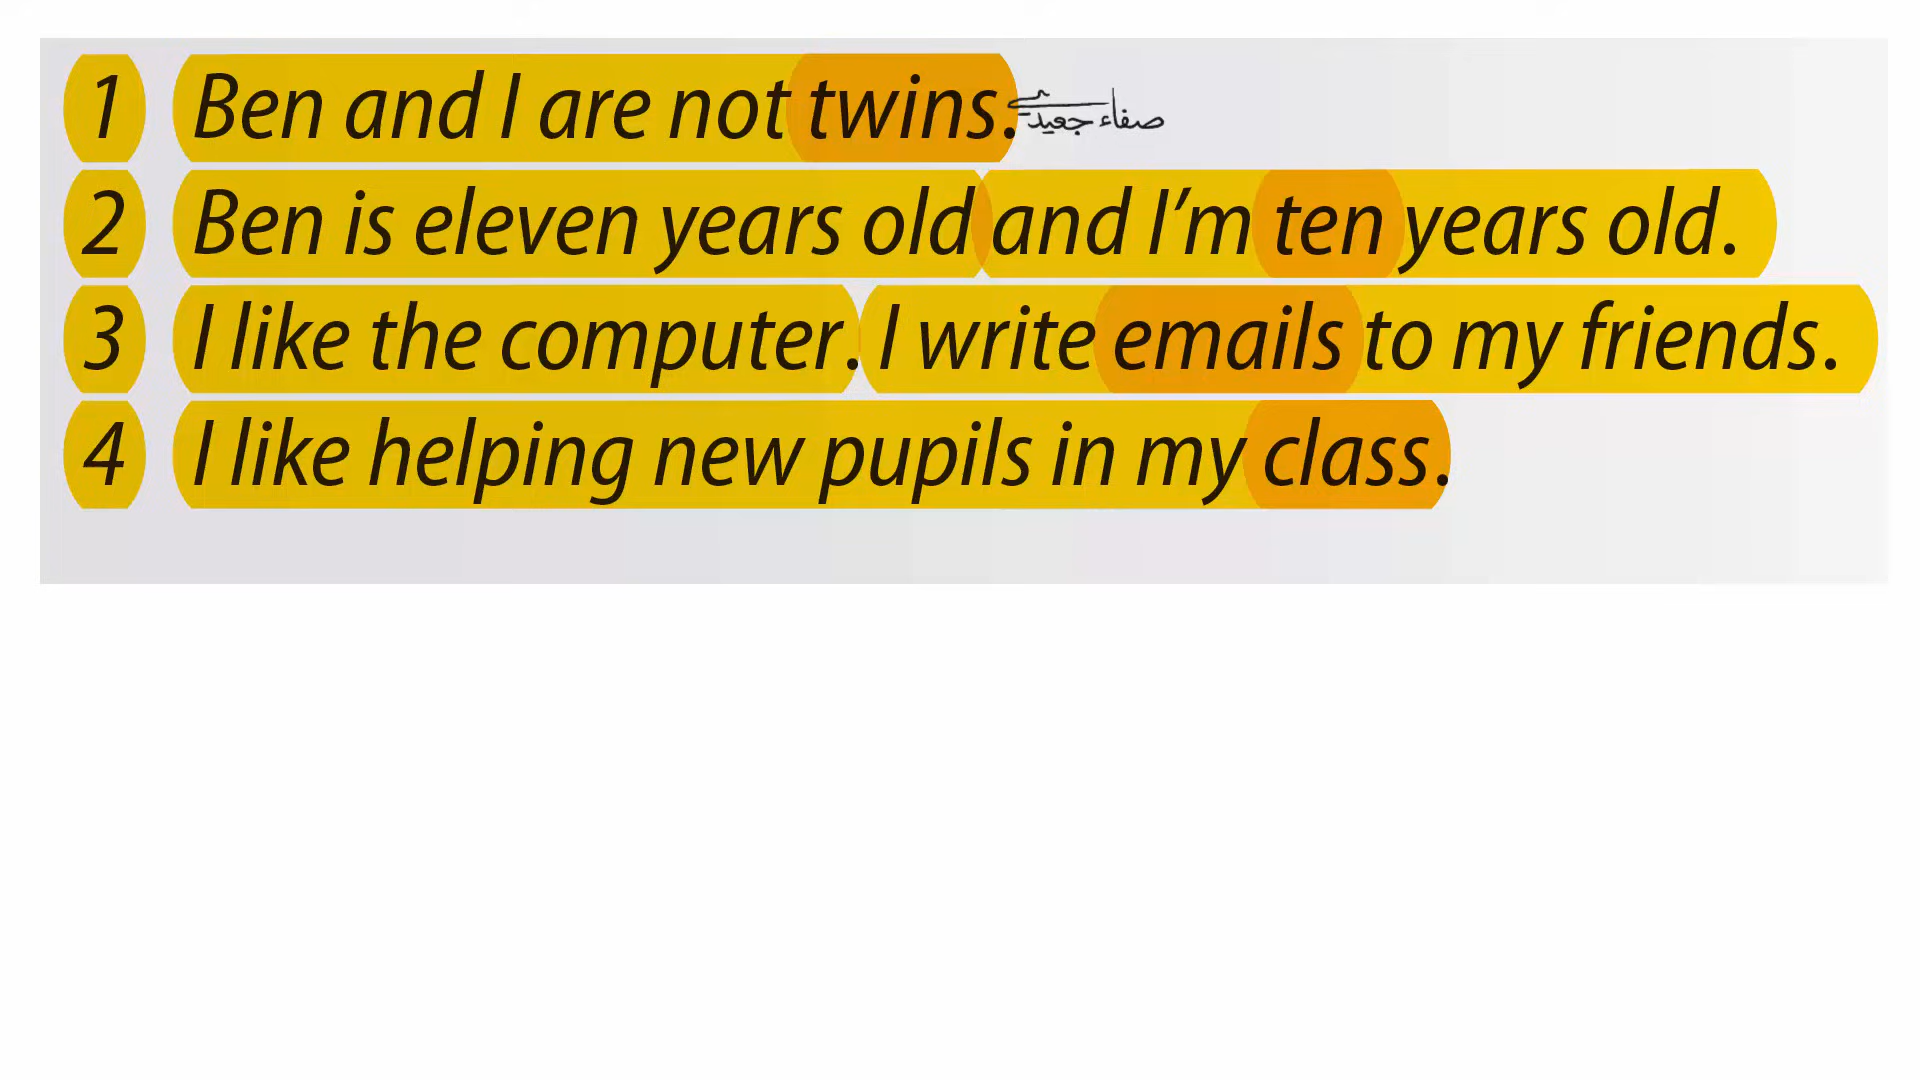 1 Ben and I are not twins. صفاء جعيدي
2 Ben is eleven years old and I'm ten years old.
3 I like the computer. I write emails to my friends.
4 I like helping new pupils in my class.